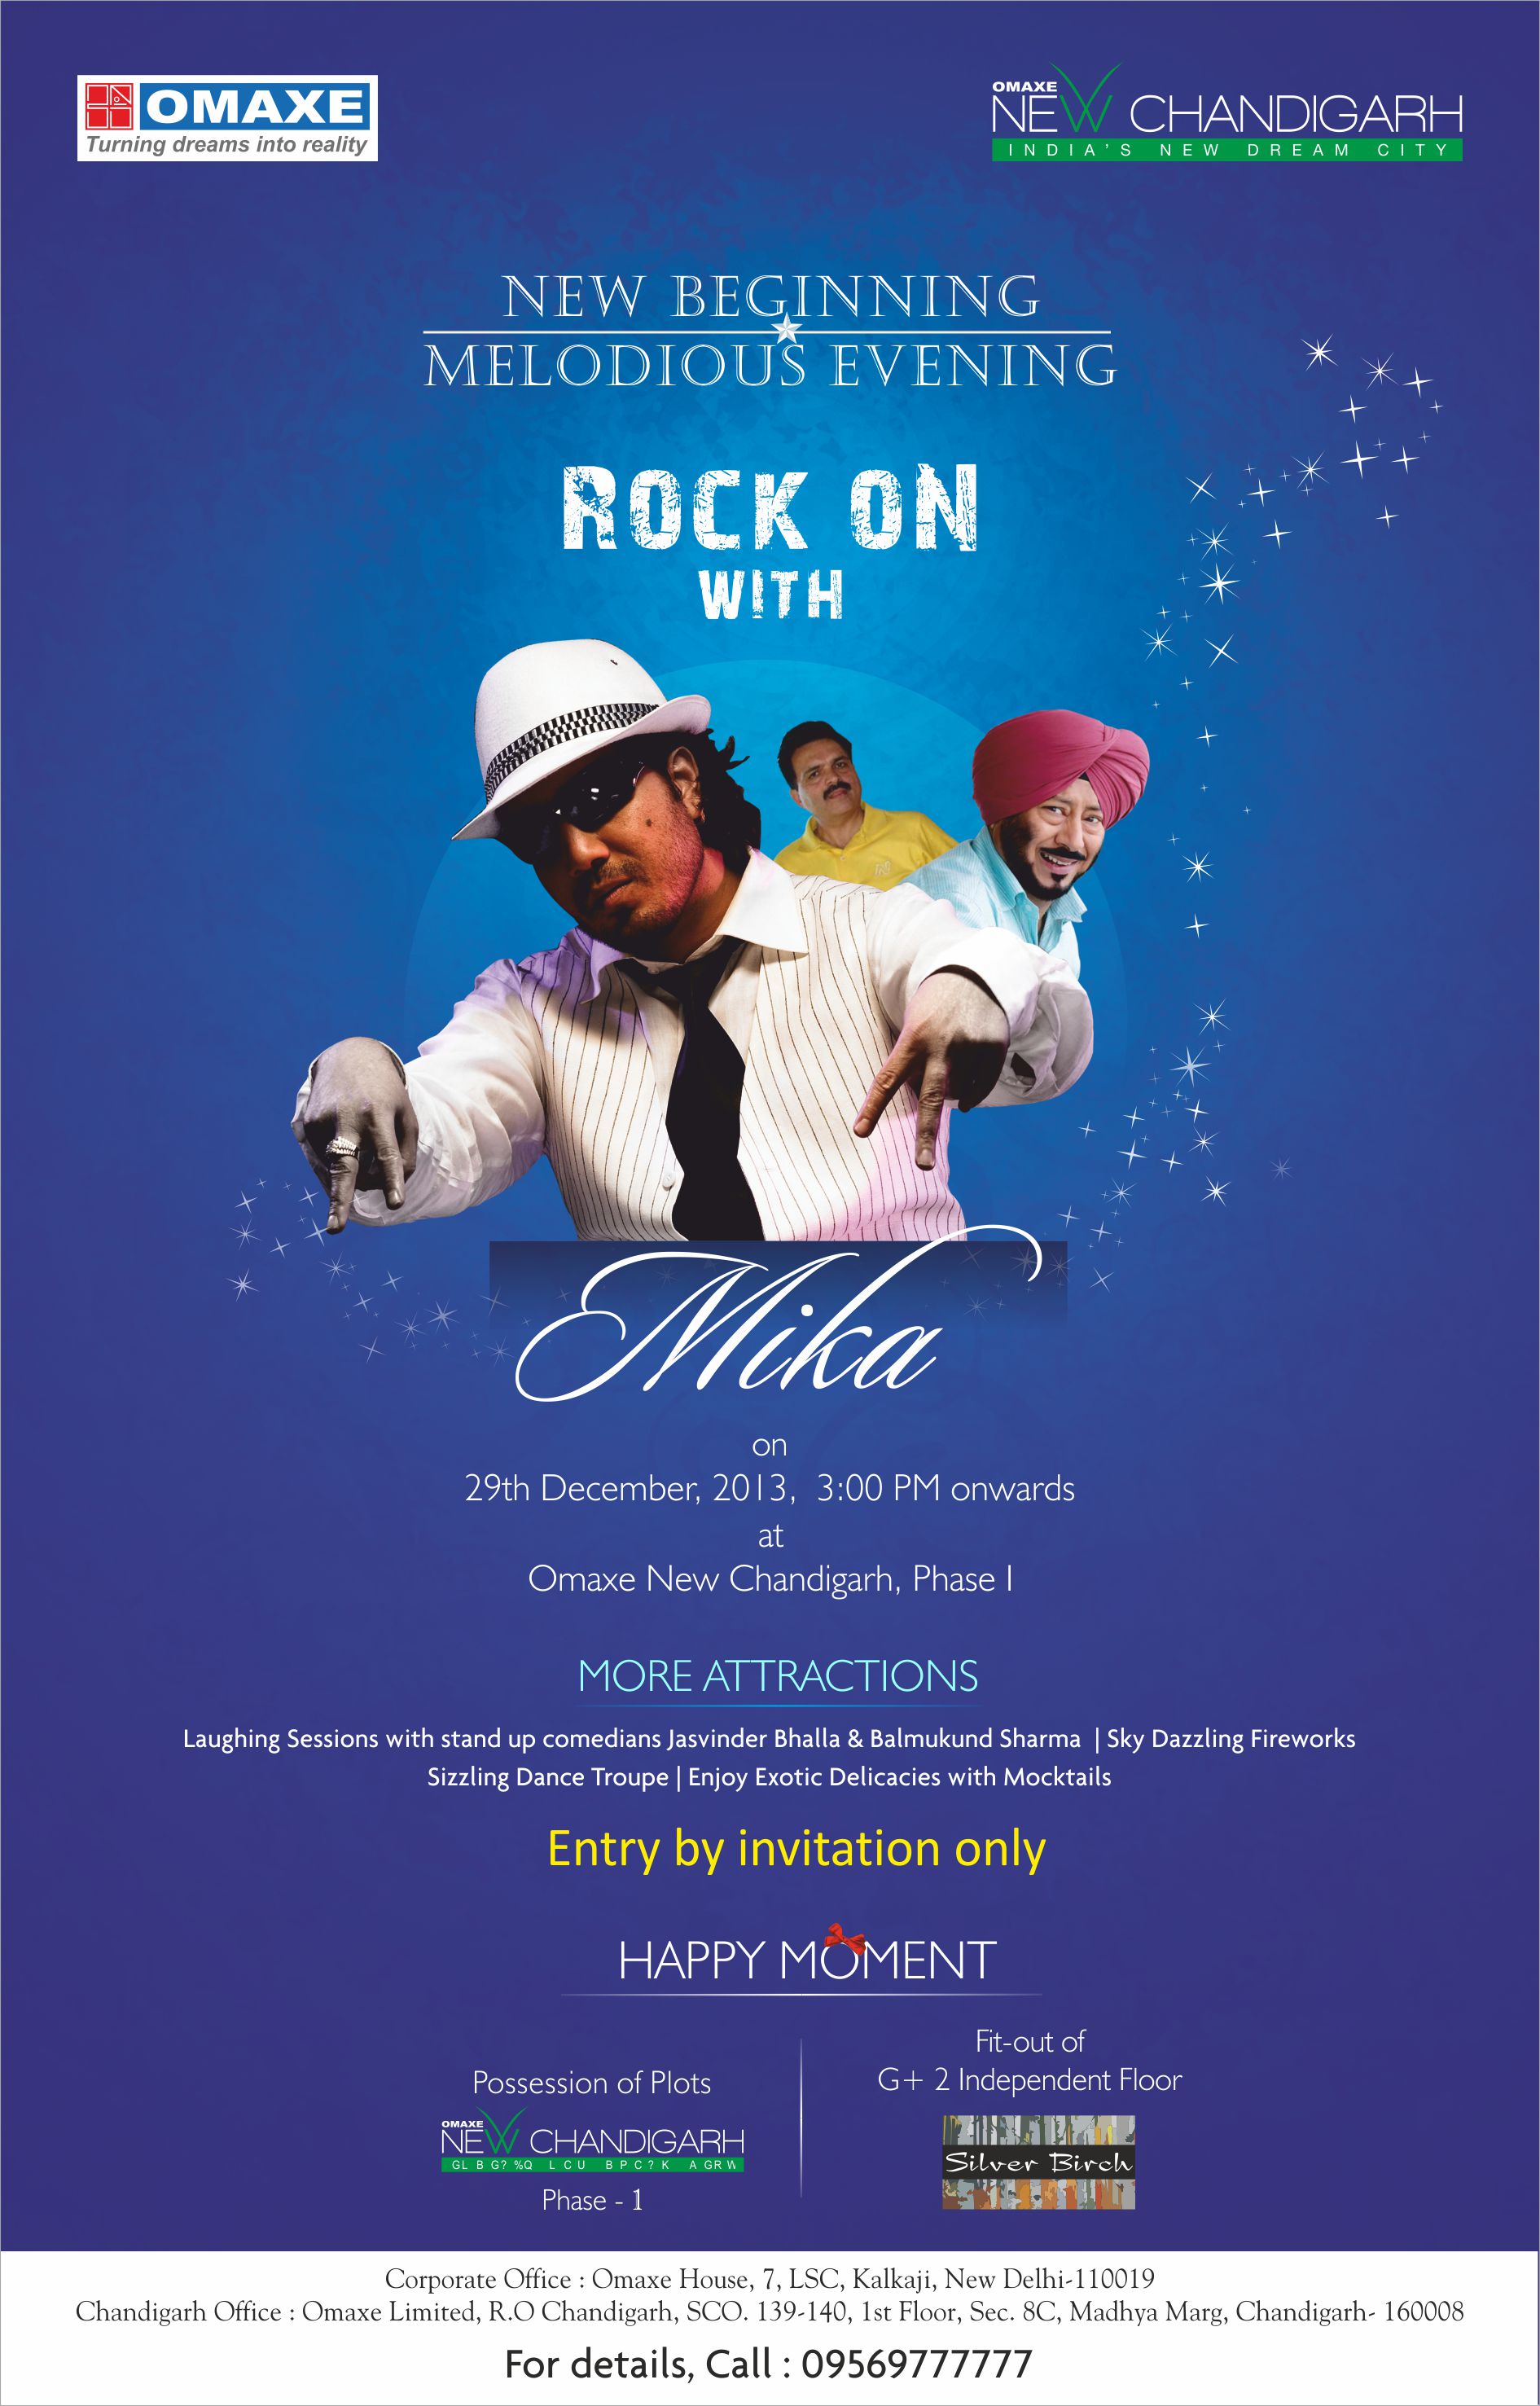 OMAXE
Turning dreams into reality
OMAXE
NEW CHANDIGARH
INDIA'S NEW DREAM CITY
NEW BEGINNING
MELODIOUS EVENING
ROCK ON
WITH
Mika
on
29th December, 2013, 3:00 PM onwards
at
Omaxe New Chandigarh, Phase I
MORE ATTRACTIONS
Laughing Sessions with stand up comedians Jasvinder Bhalla & Balmukund Sharma | Sky Dazzling Fireworks
Sizzling Dance Troupe | Enjoy Exotic Delicacies with Mocktails
Entry by invitation only
HAPPY MOMENT
Possession of Plots
OMAXE
NEW CHANDIGARH
GL B G? %Q L C U B P C ? K A GR W
Phase - 1
Fit-out of
G+ 2 Independent Floor
Silver Birch
Corporate Office : Omaxe House, 7, LSC, Kalkaji, New Delhi-110019
Chandigarh Office : Omaxe Limited, R.O Chandigarh, SCO. 139-140, 1st Floor, Sec. 8C, Madhya Marg, Chandigarh- 160008
For details, Call : 09569777777